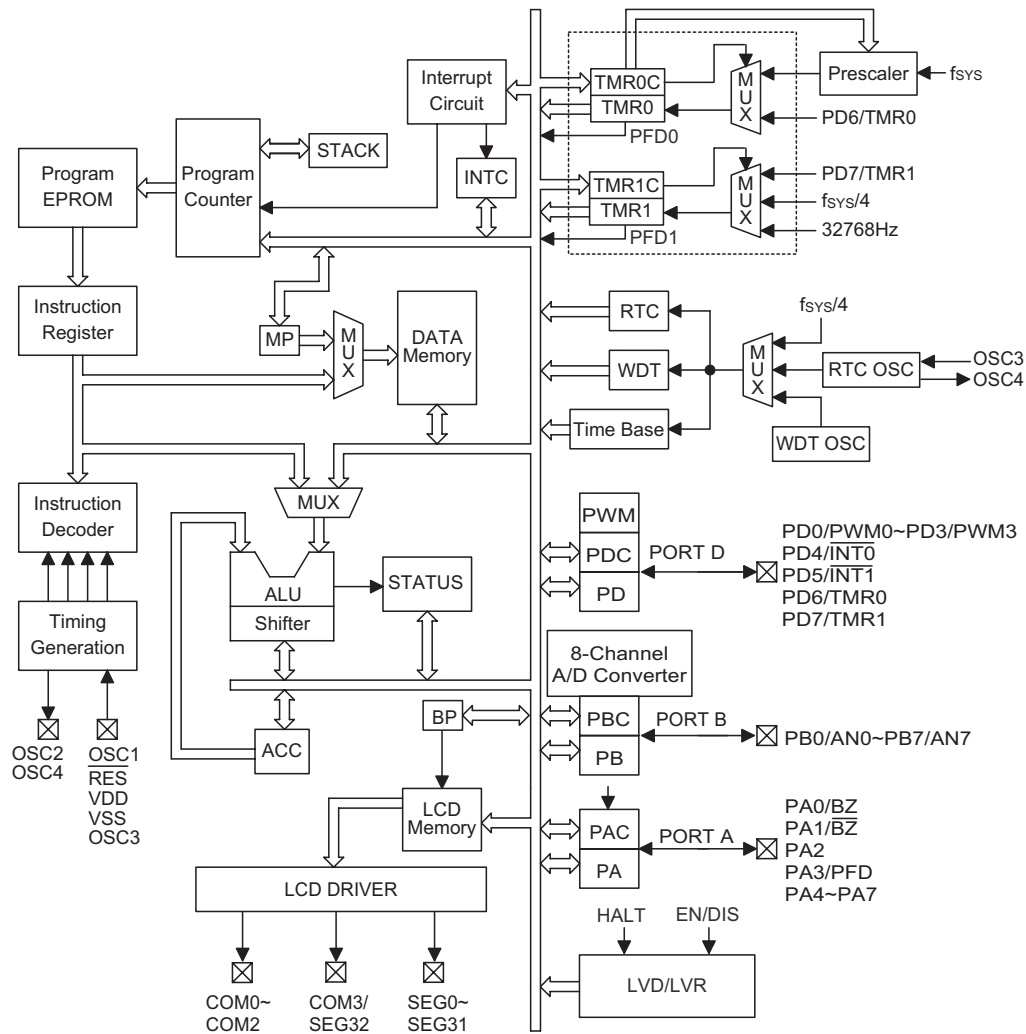 Interrupt
Circuit
TMR0C
TMR0
PFD0
MUX
Prescaler
fSYS
PD6/TMR0
STACK
Program
EPROM
Program
Counter
INTC
TMR1C
TMR1
PFD1
MUX
PD7/TMR1
fSYS/4
32768Hz
Instruction
Register
MP
MUX
DATA
Memory
RTC
WDT
Time Base
MUX
fSYS/4
RTC OSC
OSC3
OSC4
WDT OSC
Instruction
Decoder
MUX
ALU
Shifter
STATUS
PWM
PDC
PD
PORT D
PD0/PWM0~PD3/PWM3
PD4/INT0
PD5/INT1
PD6/TMR0
PD7/TMR1
Timing
Generation
OSC2
OSC4
OSC1
RES
VDD
VSS
OSC3
ACC
BP
8-Channel
A/D Converter
PBC
PB
PORT B
PB0/AN0~PB7/AN7
LCD
Memory
PAC
PA
PORT A
PA0/BZ
PA1/BZ
PA2
PA3/PFD
PA4~PA7
LCD DRIVER
COM0~
COM2
COM3/
SEG32
SEG0~
SEG31
HALT
EN/DIS
LVD/LVR